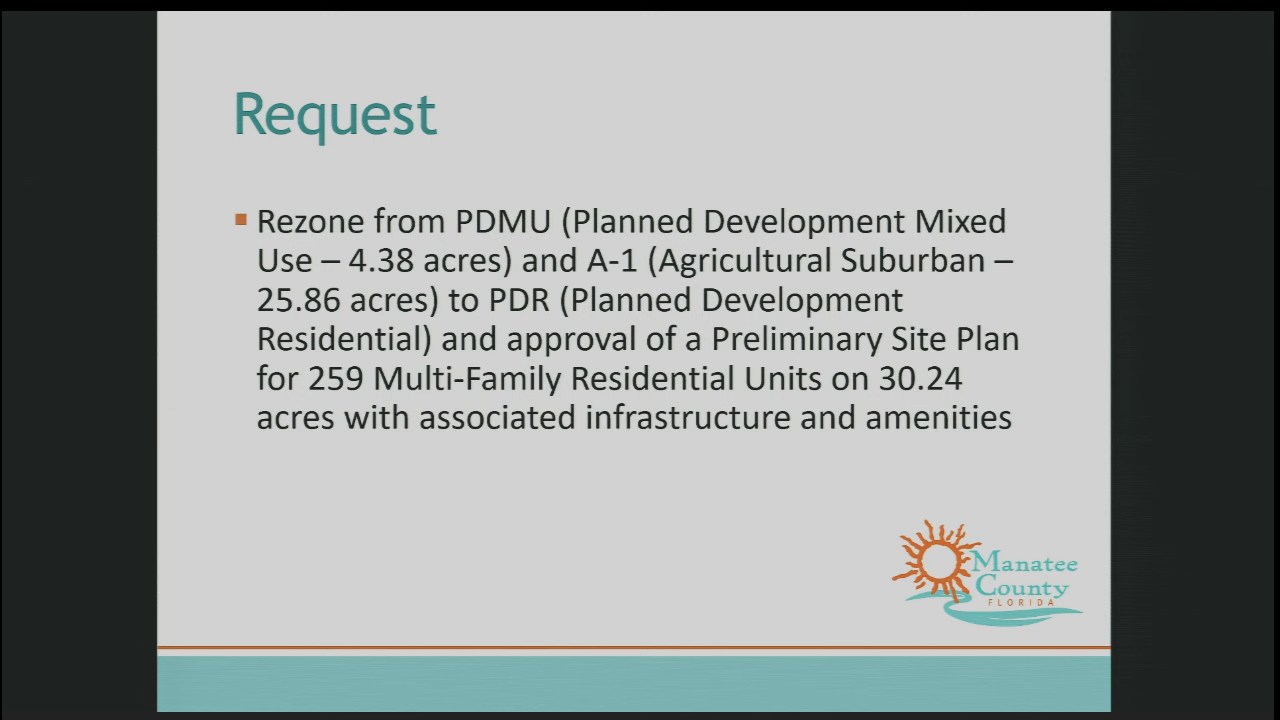 Request
Rezone from PDMU (Planned Development Mixed
Use – 4.38 acres) and A-1 (Agricultural Suburban –
25.86 acres) to PDR (Planned Development
Residential) and approval of a Preliminary Site Plan
for 259 Multi-Family Residential Units on 30.24
acres with associated infrastructure and amenities
Manatee
County
FLORIDA